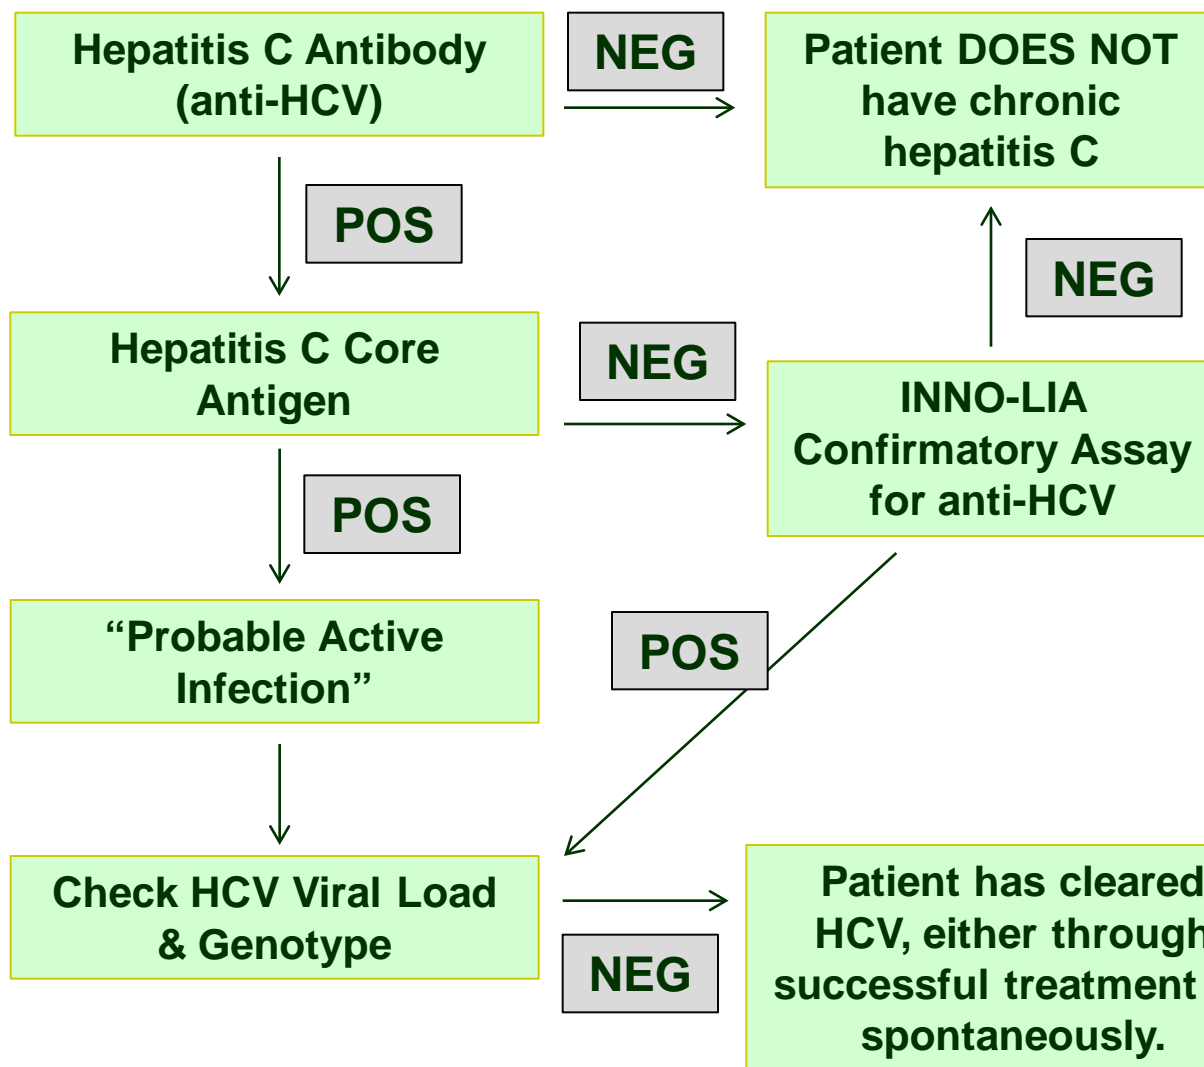 Hepatitis C Antibody
(anti-HCV)
NEG
Patient DOES NOT
have chronic
hepatitis C
POS
NEG
Hepatitis C Core
Antigen
NEG
INNO-LIA
Confirmatory Assay
for anti-HCV
POS
“Probable Active
Infection”
POS
Check HCV Viral Load
& Genotype
NEG
Patient has cleared
HCV, either through
successful treatment
spontaneously.